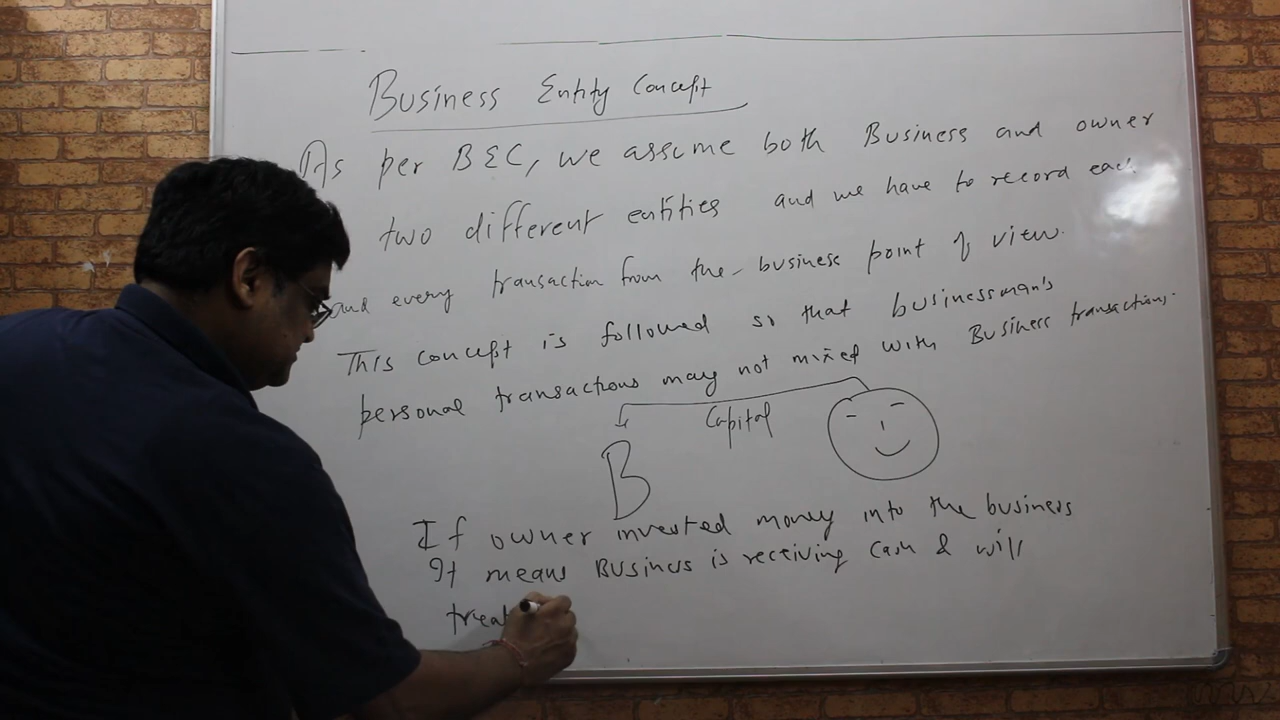 Business Entity Concept
As per BEC, we assume both Business and owner
two different entities and we have to record each
and every transaction from the business point of view.
This concept is followed so that businessman's
personal transactions may not mixed with Business transactions.
Capital
B
If owner invested money into the business
It means Business is receiving cash & will
treat